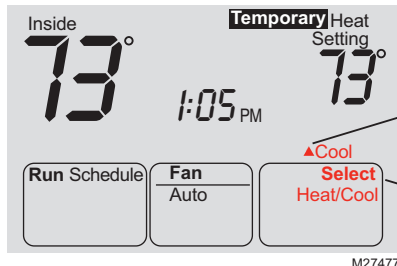 Inside
Temporary Heat
Setting
73°
73°
1:05 PM
▲Cool
Run Schedule
Fan
Auto
Select
Heat/Cool
M27477